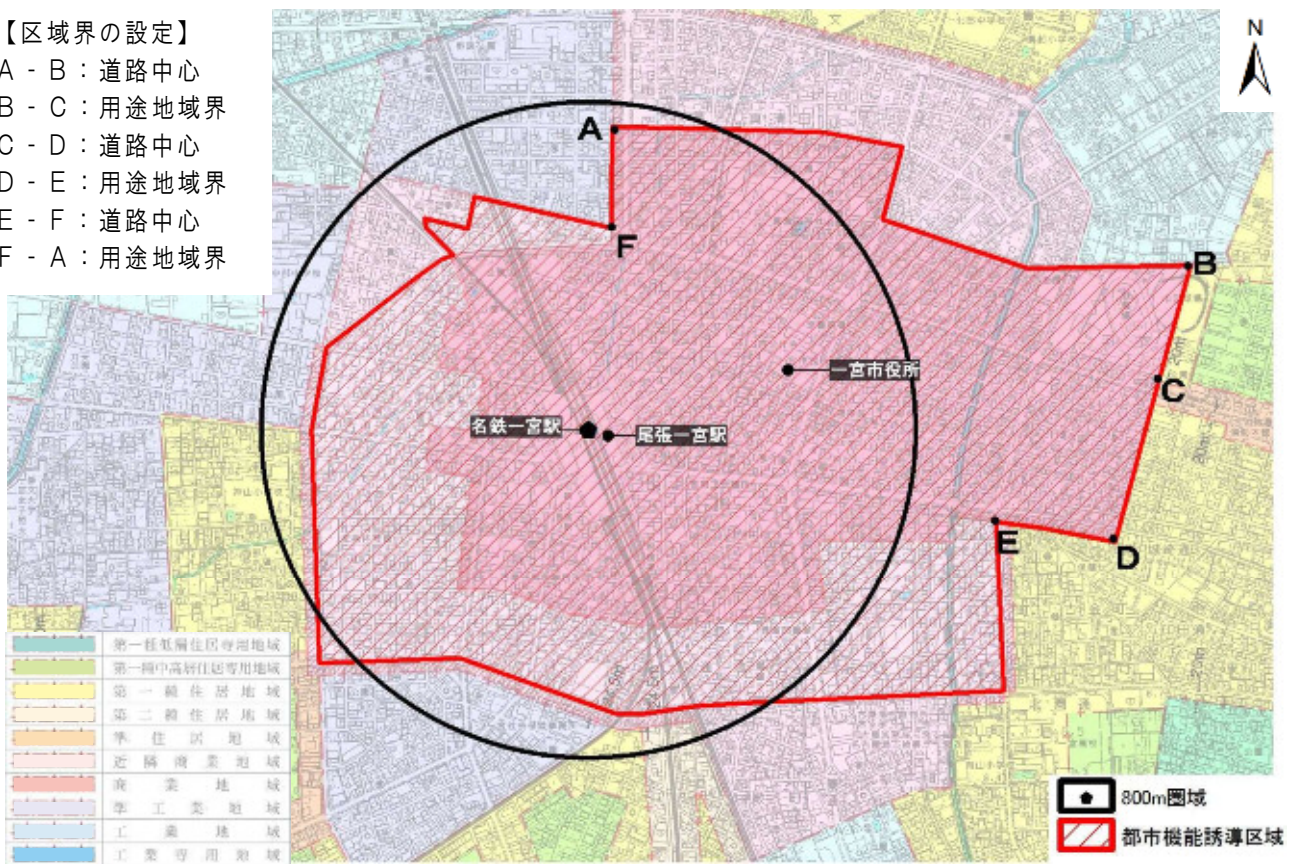 【区域界の設定】
A - B：道路中心
B - C：用途地域界
C - D：道路中心
D - E：用途地域界
E - F：道路中心
F - A：用途地域界
N
A
F
B
一宮市役所
C
名鉄一宮駅
尾張一宮駅
E
D
第一種低層住居専用地域
第一種中高層住居専用地域
第一種住居地域
第二種住居地域
準住居地域
近隣商業地域
商業地域
準工業地域
工業地域
工業専用地域
800m圏域
都市機能誘導区域